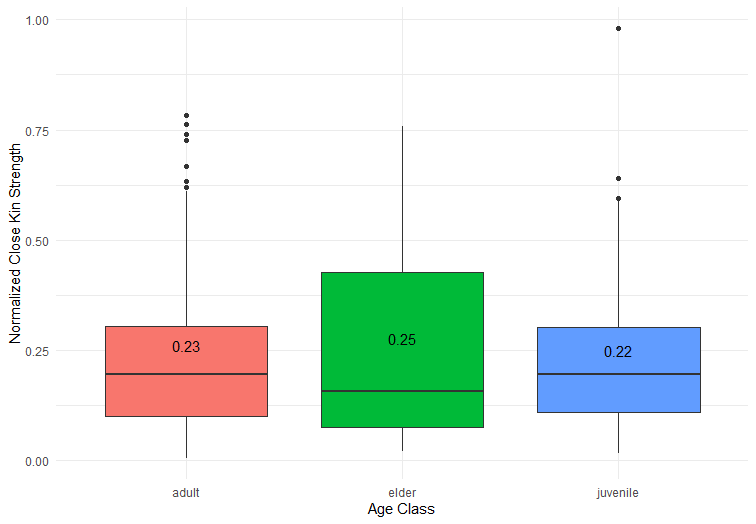 1.00
0.75
0.50
0.25
0.00
Normalized Close Kin Strength
0.23
0.25
0.22
adult
elder
juvenile
Age Class